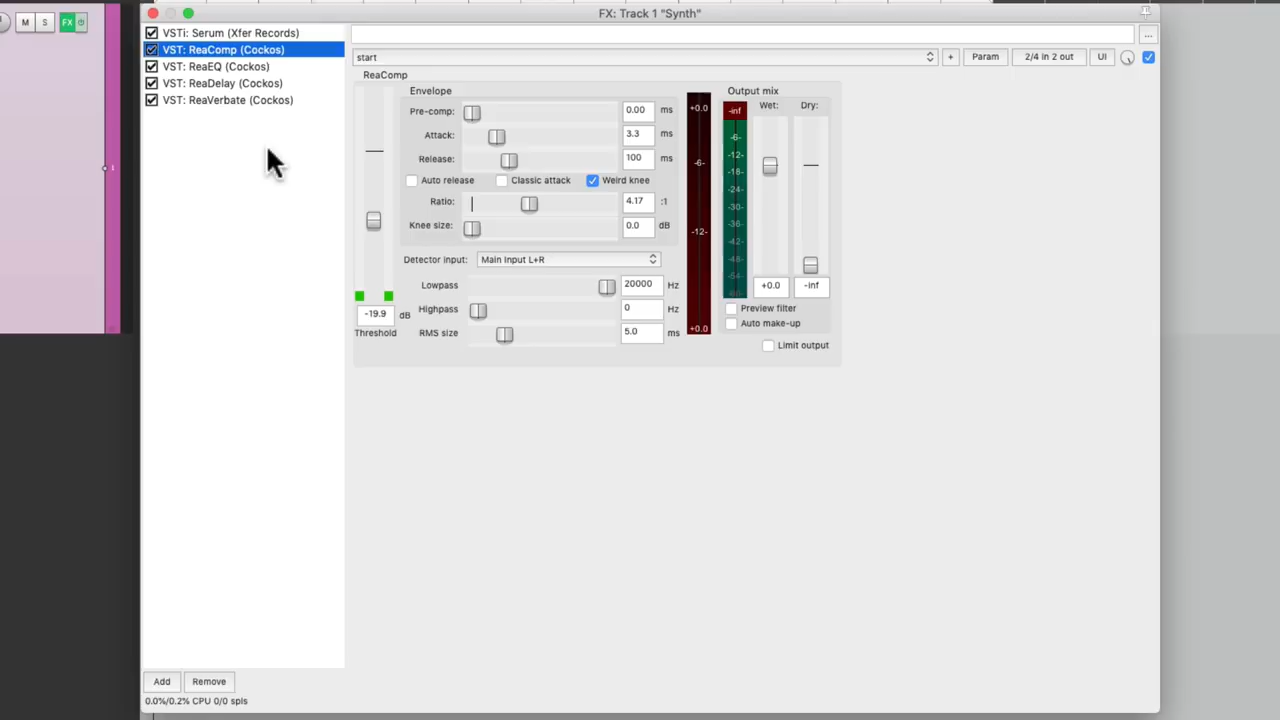 FX: Track 1 "Synth"
M S FX
VSTi: Serum (Xfer Records)
VST: ReaComp (Cockos)
VST: ReaEQ (Cockos)
VST: ReaDelay (Cockos)
VST: ReaVerbate (Cockos)
...
start
+ Param 2/4 in 2 out UI
ReaComp
Envelope
Pre-comp: 0.00 ms
Attack: 3.3 ms
Release: 100 ms
Auto release Classic attack Weird knee
Ratio: 4.17 :1
Knee size: 0.0 dB
Detector input: Main Input L+R
Lowpass 20000 Hz
Highpass 0 Hz
RMS size 5.0 ms
-19.9 dB
Threshold
+0.0
-6-
-12-
+0.0
Output mix
-inf Wet: Dry:
-6-
-12-
-18-
-24-
-30-
-36-
-42-
-48-
-54-
+0.0 -inf
Preview filter
Auto make-up
Limit output
Add Remove
0.0%/0.2% CPU 0/0 spls